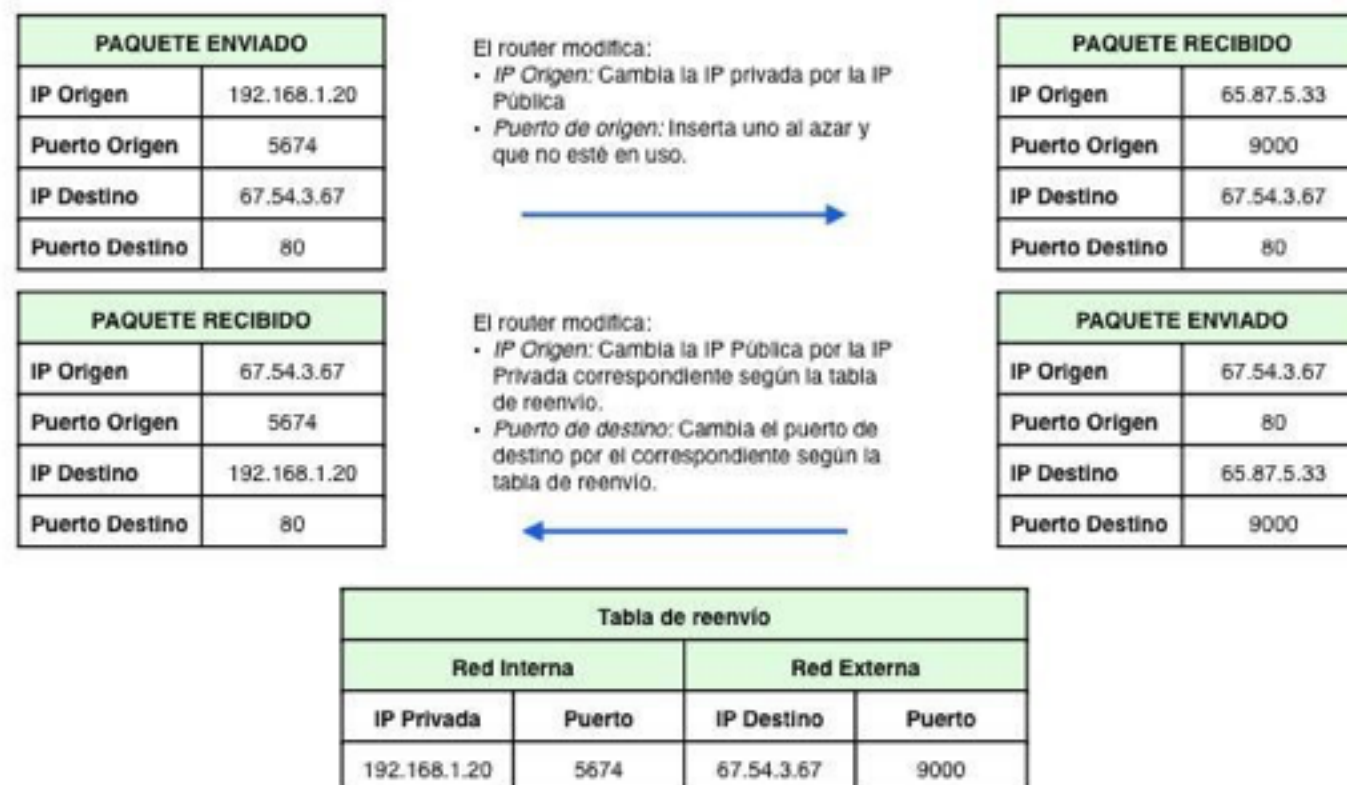 PAQUETE ENVIADO
IP Origen 192.168.1.20
Puerto Origen 5674
IP Destino 67.54.3.67
Puerto Destino 80
El router modifica:
• IP Origen: Cambia la IP privada por la IP
Pública
• Puerto de origen: Inserta uno al azar y
que no esté en uso.
PAQUETE RECIBIDO
IP Origen 65.87.5.33
Puerto Origen 9000
IP Destino 67.54.3.67
Puerto Destino 80
PAQUETE RECIBIDO
IP Origen 67.54.3.67
Puerto Origen 5674
IP Destino 192.168.1.20
Puerto Destino 80
El router modifica:
• IP Origen: Cambia la IP Pública por la IP
Privada correspondiente según la tabla
de reenvío.
• Puerto de destino: Cambia el puerto de
destino por el correspondiente según la
tabla de reenvío.
PAQUETE ENVIADO
IP Origen 67.54.3.67
Puerto Origen 80
IP Destino 65.87.5.33
Puerto Destino 9000
Tabla de reenvío
Red Interna Red Externa
IP Privada Puerto IP Destino Puerto
192.168.1.20 5674 67.54.3.67 9000